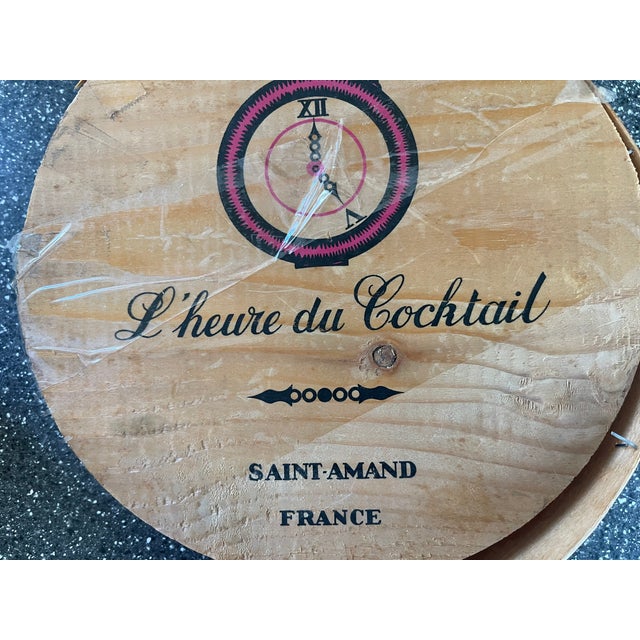 XII
V
L'heure du Cocktail
SAINT-AMAND
FRANCE